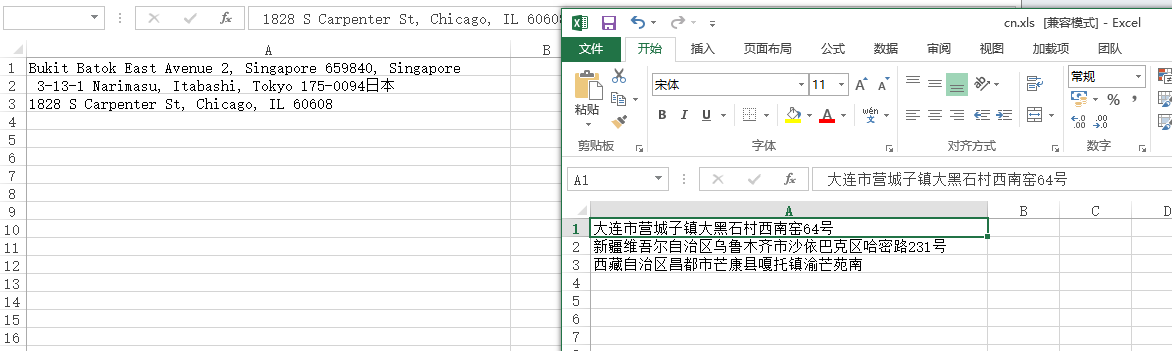 1828 S Carpenter St, Chicago, IL 6060
A
B
1 Bukit Batok East Avenue 2, Singapore 659840, Singapore
2 3-13-1 Narimasu, Itabashi, Tokyo 175-0094日本
3 1828 S Carpenter St, Chicago, IL 60608
4
5
6
7
8
9
10
11
12
13
14
15
16
cn.xls [兼容模式] - Excel
文件 开始 插入 页面布局 公式 数据 审阅 视图 加载项 团队
粘贴
剪贴板
宋体 11 A A
B I U A wén 文
字体
对齐方式
常规
% ,
.0 .00
.00 .0
数字
A1 fx 大连市营城子镇大黑石村西南窑64号
A B C D
1 大连市营城子镇大黑石村西南窑64号
2 新疆维吾尔自治区乌鲁木齐市沙依巴克区哈密路231号
3 西藏自治区昌都市芒康县嘎托镇渝芒苑南
4
5
6
7